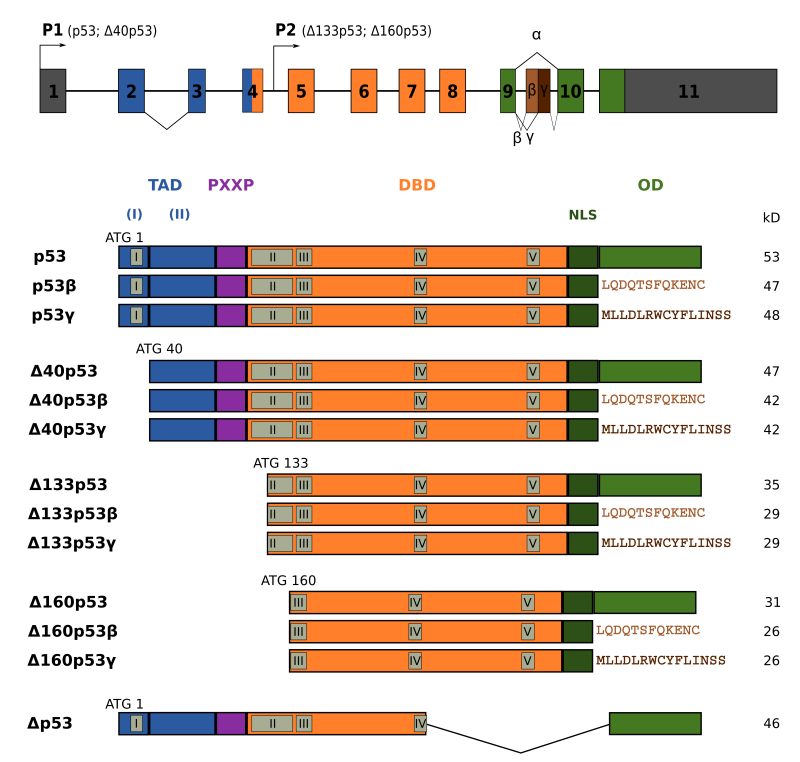 P1 (p53; Δ40p53) P2 (Δ133p53; Δ160p53) α
1 2 3 4 5 6 7 8 9 β γ 10 11
β γ
TAD PXXP DBD OD
(I) (II) NLS kD
ATG 1
p53 I II III IV V 53
p53β I II III IV V LQDQTSFQKENC 47
p53γ I II III IV V MLLDLRWCYFLINSS 48
ATG 40
Δ40p53 II III IV V 47
Δ40p53β II III IV V LQDQTSFQKENC 42
Δ40p53γ II III IV V MLLDLRWCYFLINSS 42
ATG 133
Δ133p53 II III IV V 35
Δ133p53β II III IV V LQDQTSFQKENC 29
Δ133p53γ II III IV V MLLDLRWCYFLINSS 29
ATG 160
Δ160p53 III IV V 31
Δ160p53β III IV V LQDQTSFQKENC 26
Δ160p53γ III IV V MLLDLRWCYFLINSS 26
ATG 1
Δp53 I II III IV 46